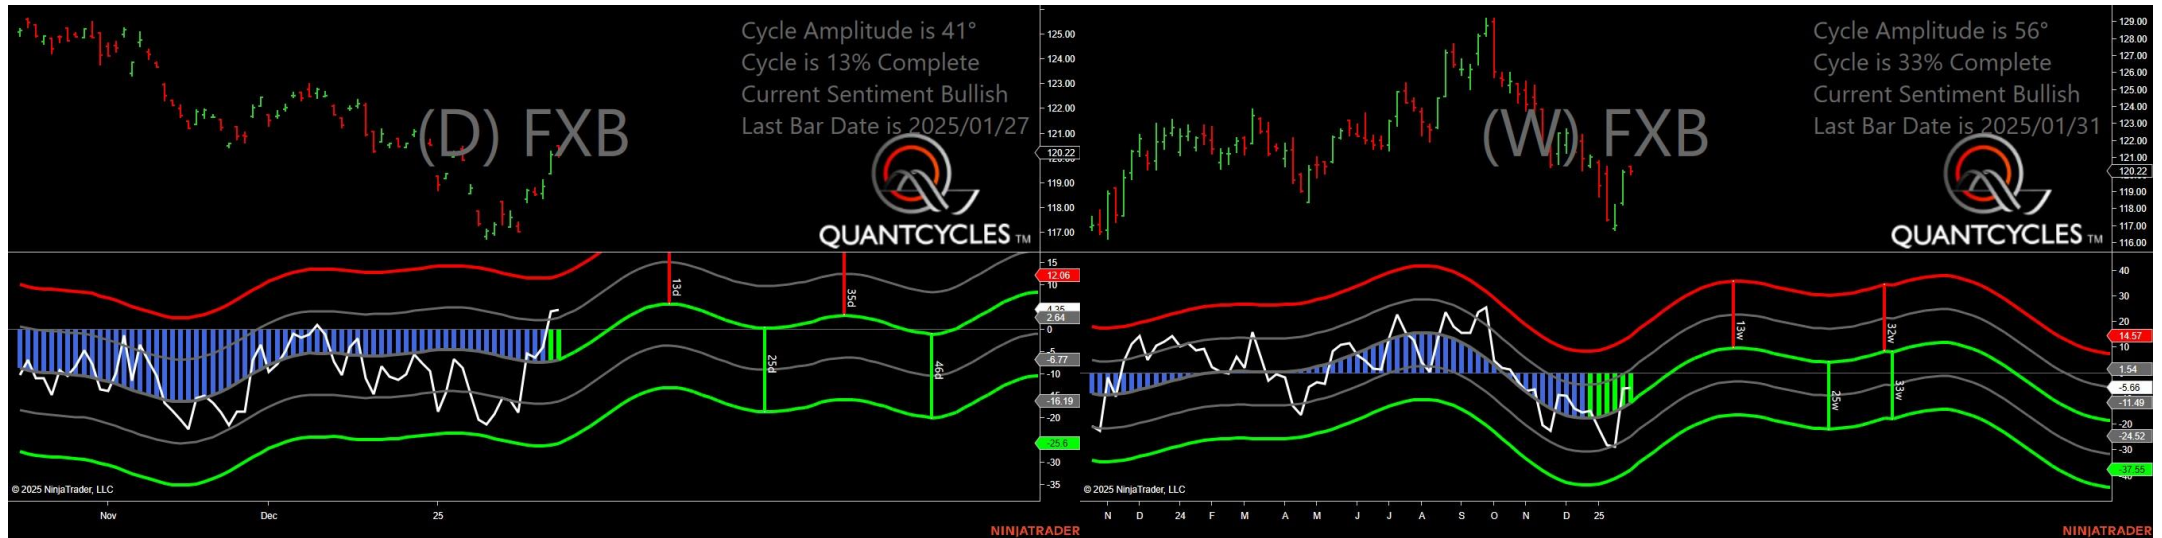 Cycle Amplitude is 41°
Cycle is 13% Complete
Current Sentiment Bullish
Last Bar Date is 2025/01/27
(D) FXB
QUANTCYCLES TM
125.00
124.00
123.00
122.00
121.00
120.22
119.00
118.00
117.00
15
12.06
10
2.64
0
-6.77
-10
-16.19
-20
-25.6
-30
-35
13d
25d
35d
46d
© 2025 NinjaTrader, LLC
Nov
Dec
25
NINJATRADER
Cycle Amplitude is 56°
Cycle is 33% Complete
Current Sentiment Bullish
Last Bar Date is 2025/01/31
(W) FXB
QUANTCYCLES TM
129.00
128.00
127.00
126.00
125.00
124.00
123.00
122.00
121.00
120.22
119.00
118.00
117.00
116.00
40
30
20
14.57
10
1.54
-5.66
-11.49
-20
-24.52
-30
-37.55
13w
25w
32w
33w
© 2025 NinjaTrader, LLC
N
D
24
F
M
A
M
J
J
A
S
O
N
D
25
NINJATRADER